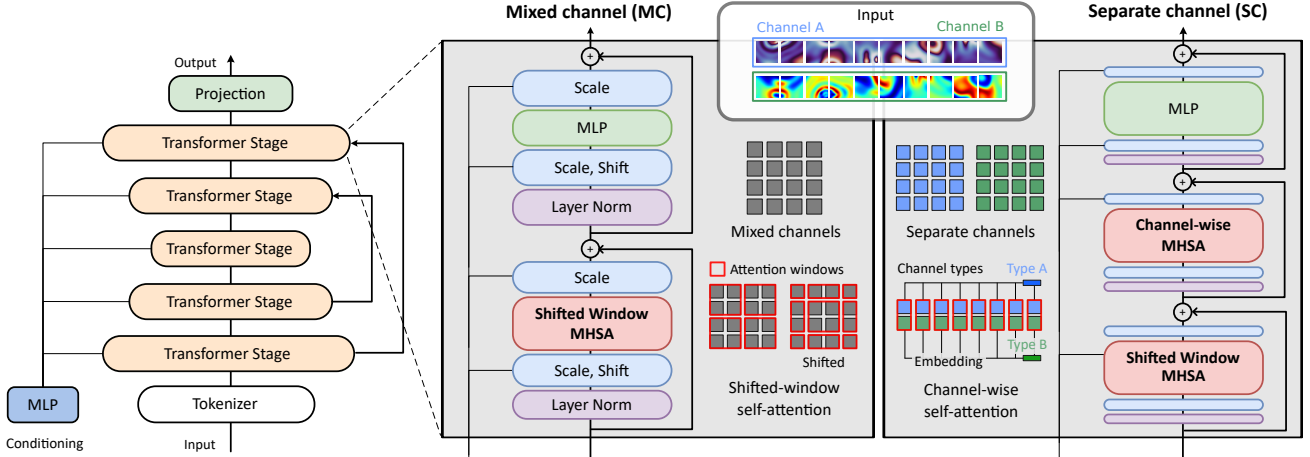 Mixed channel (MC)
Input
Separate channel (SC)
Channel A
Channel B
Output
Projection
Transformer Stage
Transformer Stage
Transformer Stage
Transformer Stage
Transformer Stage
MLP
Tokenizer
Conditioning
Input
+
Scale
MLP
Scale, Shift
Layer Norm
+
Scale
Shifted Window
MHSA
Scale, Shift
Layer Norm
Mixed channels
Attention windows
Shifted
Shifted-window
self-attention
Separate channels
Channel types
Type A
Type B
Embedding
Channel-wise
self-attention
+
MLP
+
Channel-wise
MHSA
+
Shifted Window
MHSA